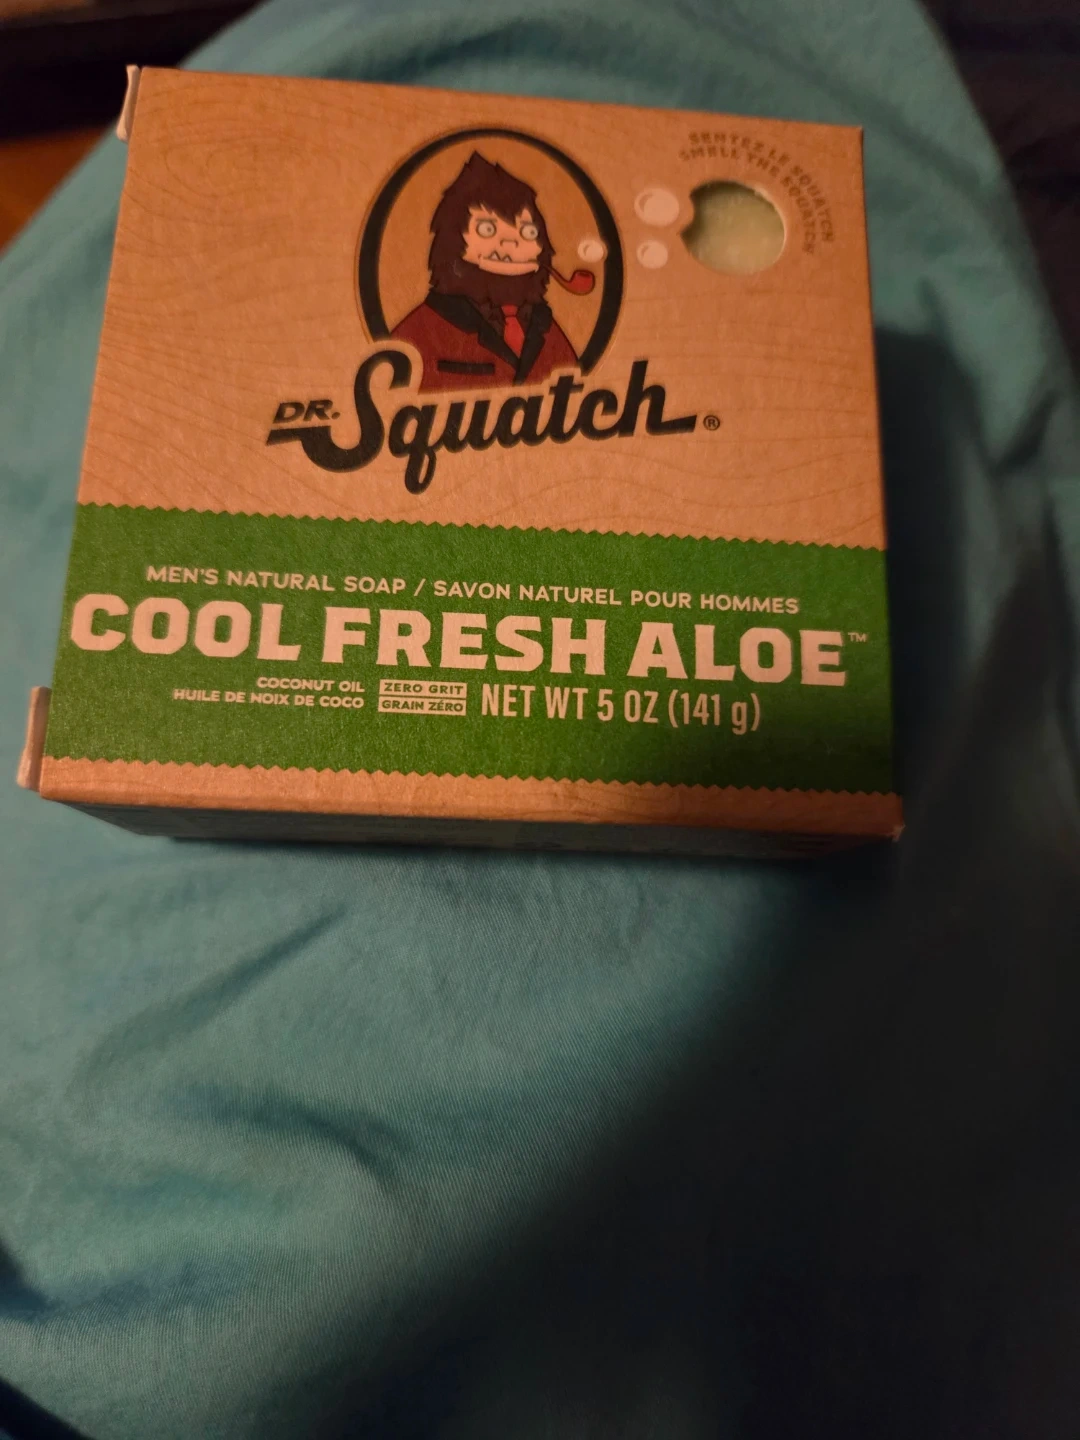 SENTEZ LE SQUATCH
SMELL THE SQUATCH
DR. Squatch®
MEN'S NATURAL SOAP / SAVON NATUREL POUR HOMMES
COOL FRESH ALOE™
COCONUT OIL
HUILE DE NOIX DE COCO
ZERO GRIT
GRAIN ZÉRO
NET WT 5 OZ (141 g)